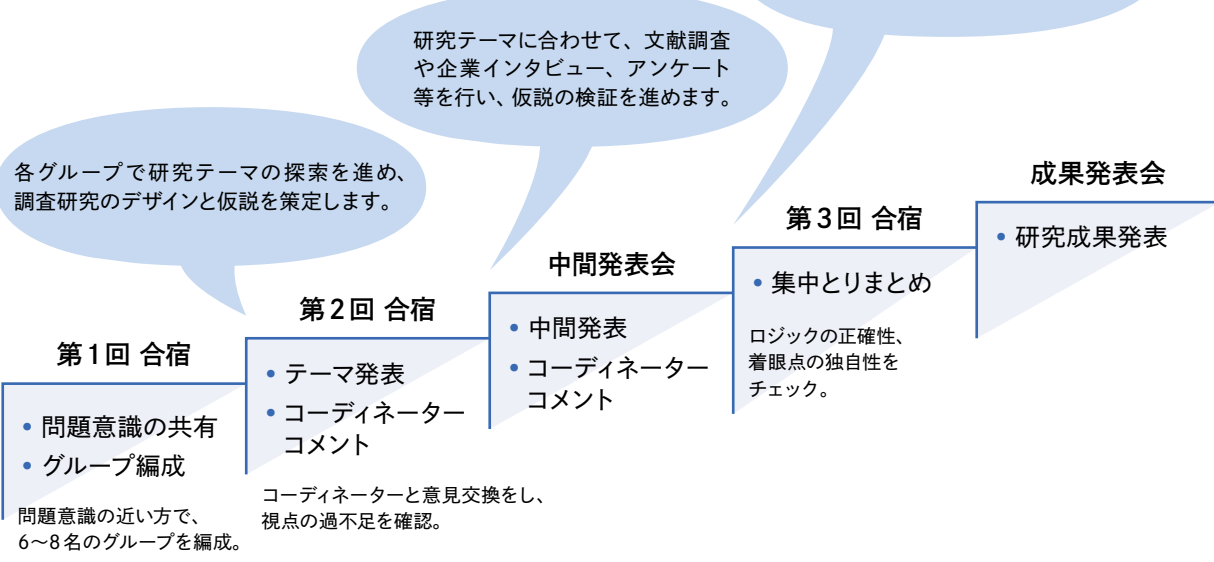 研究テーマに合わせて、文献調査
や企業インタビュー、アンケート
等を行い、仮説の検証を進めます。
各グループで研究テーマの探索を進め、
調査研究のデザインと仮説を策定します。
第1回 合宿
• 問題意識の共有
• グループ編成
問題意識の近い方で、
6〜8名のグループを編成。
第2回 合宿
• テーマ発表
• コーディネーター
コメント
コーディネーターと意見交換をし、
視点の過不足を確認。
中間発表会
• 中間発表
• コーディネーター
コメント
第3回 合宿
• 集中とりまとめ
ロジックの正確性、
着眼点の独自性を
チェック。
成果発表会
• 研究成果発表